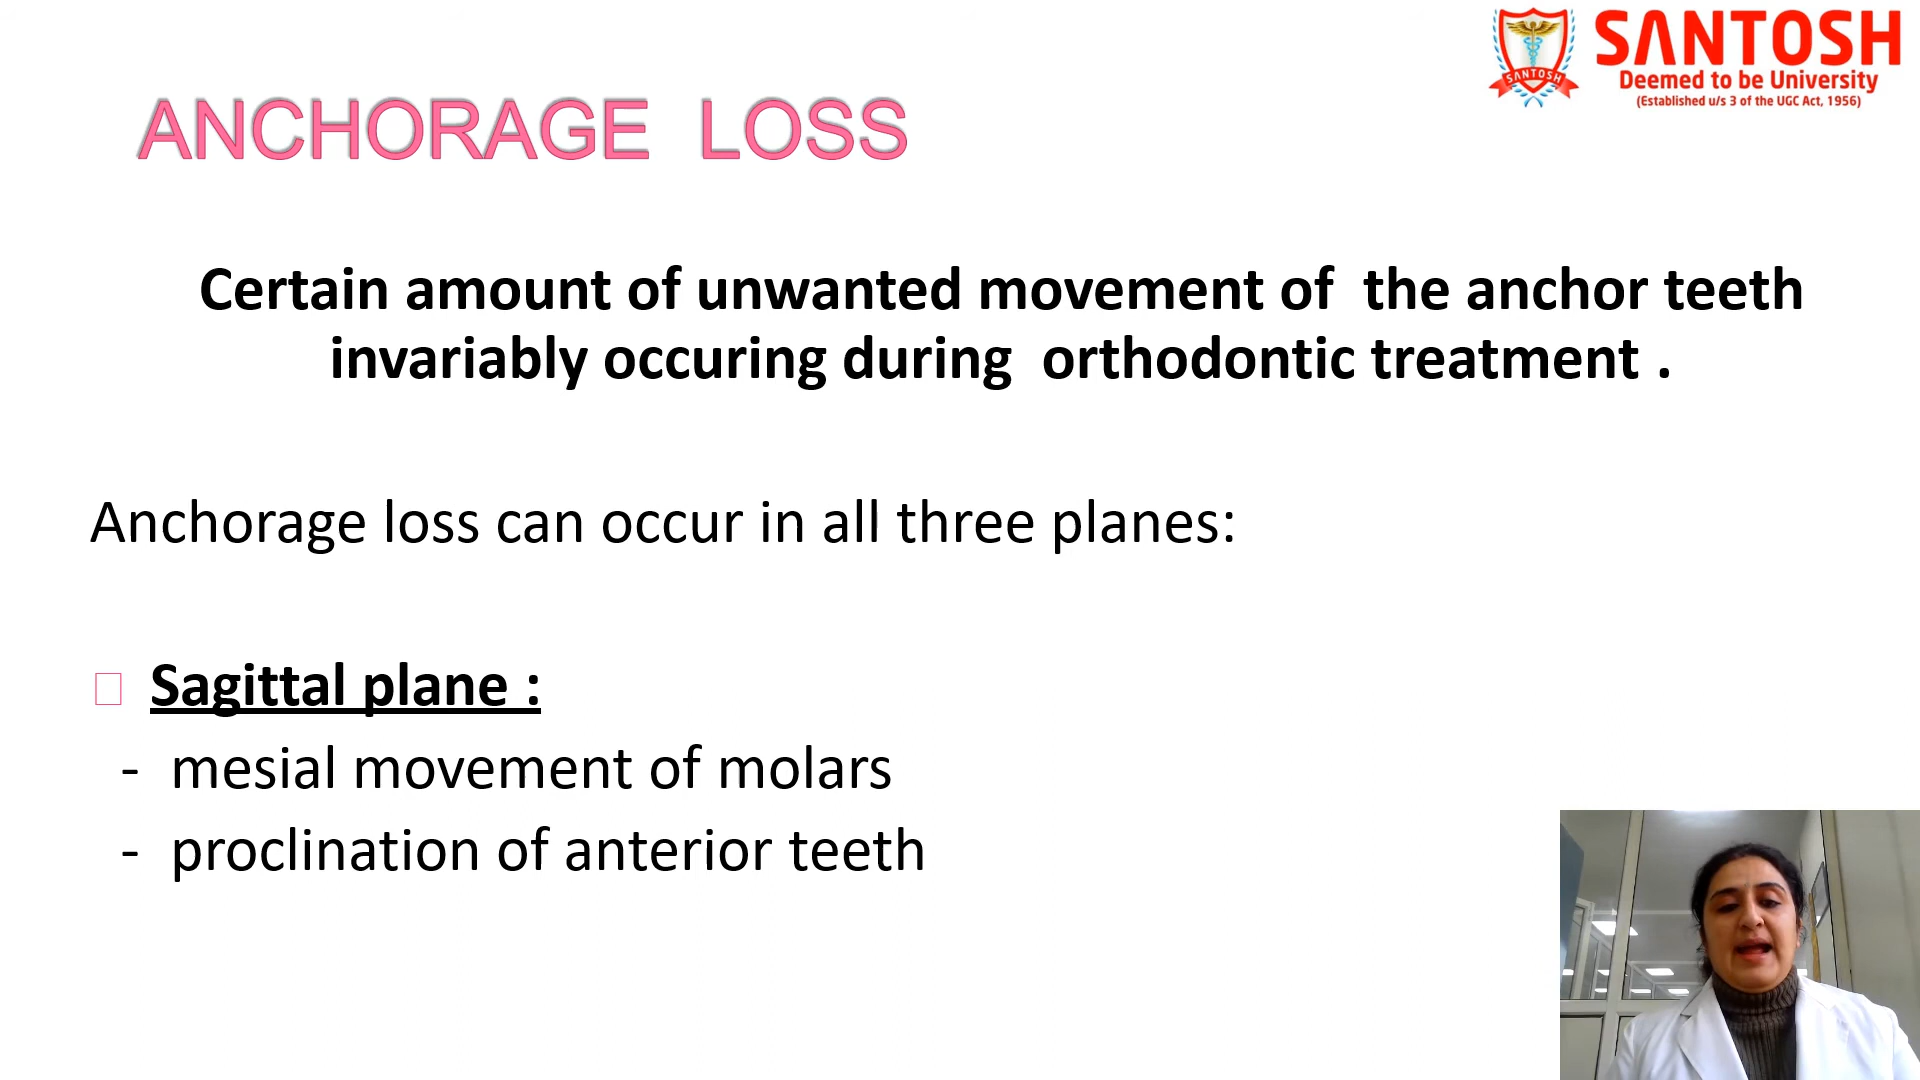 SANTOSH
SANTOSH
Deemed to be University
(Established u/s 3 of the UGC Act, 1956)
ANCHORAGE LOSS
Certain amount of unwanted movement of the anchor teeth
invariably occuring during orthodontic treatment .
Anchorage loss can occur in all three planes:
Sagittal plane :
- mesial movement of molars
- proclination of anterior teeth